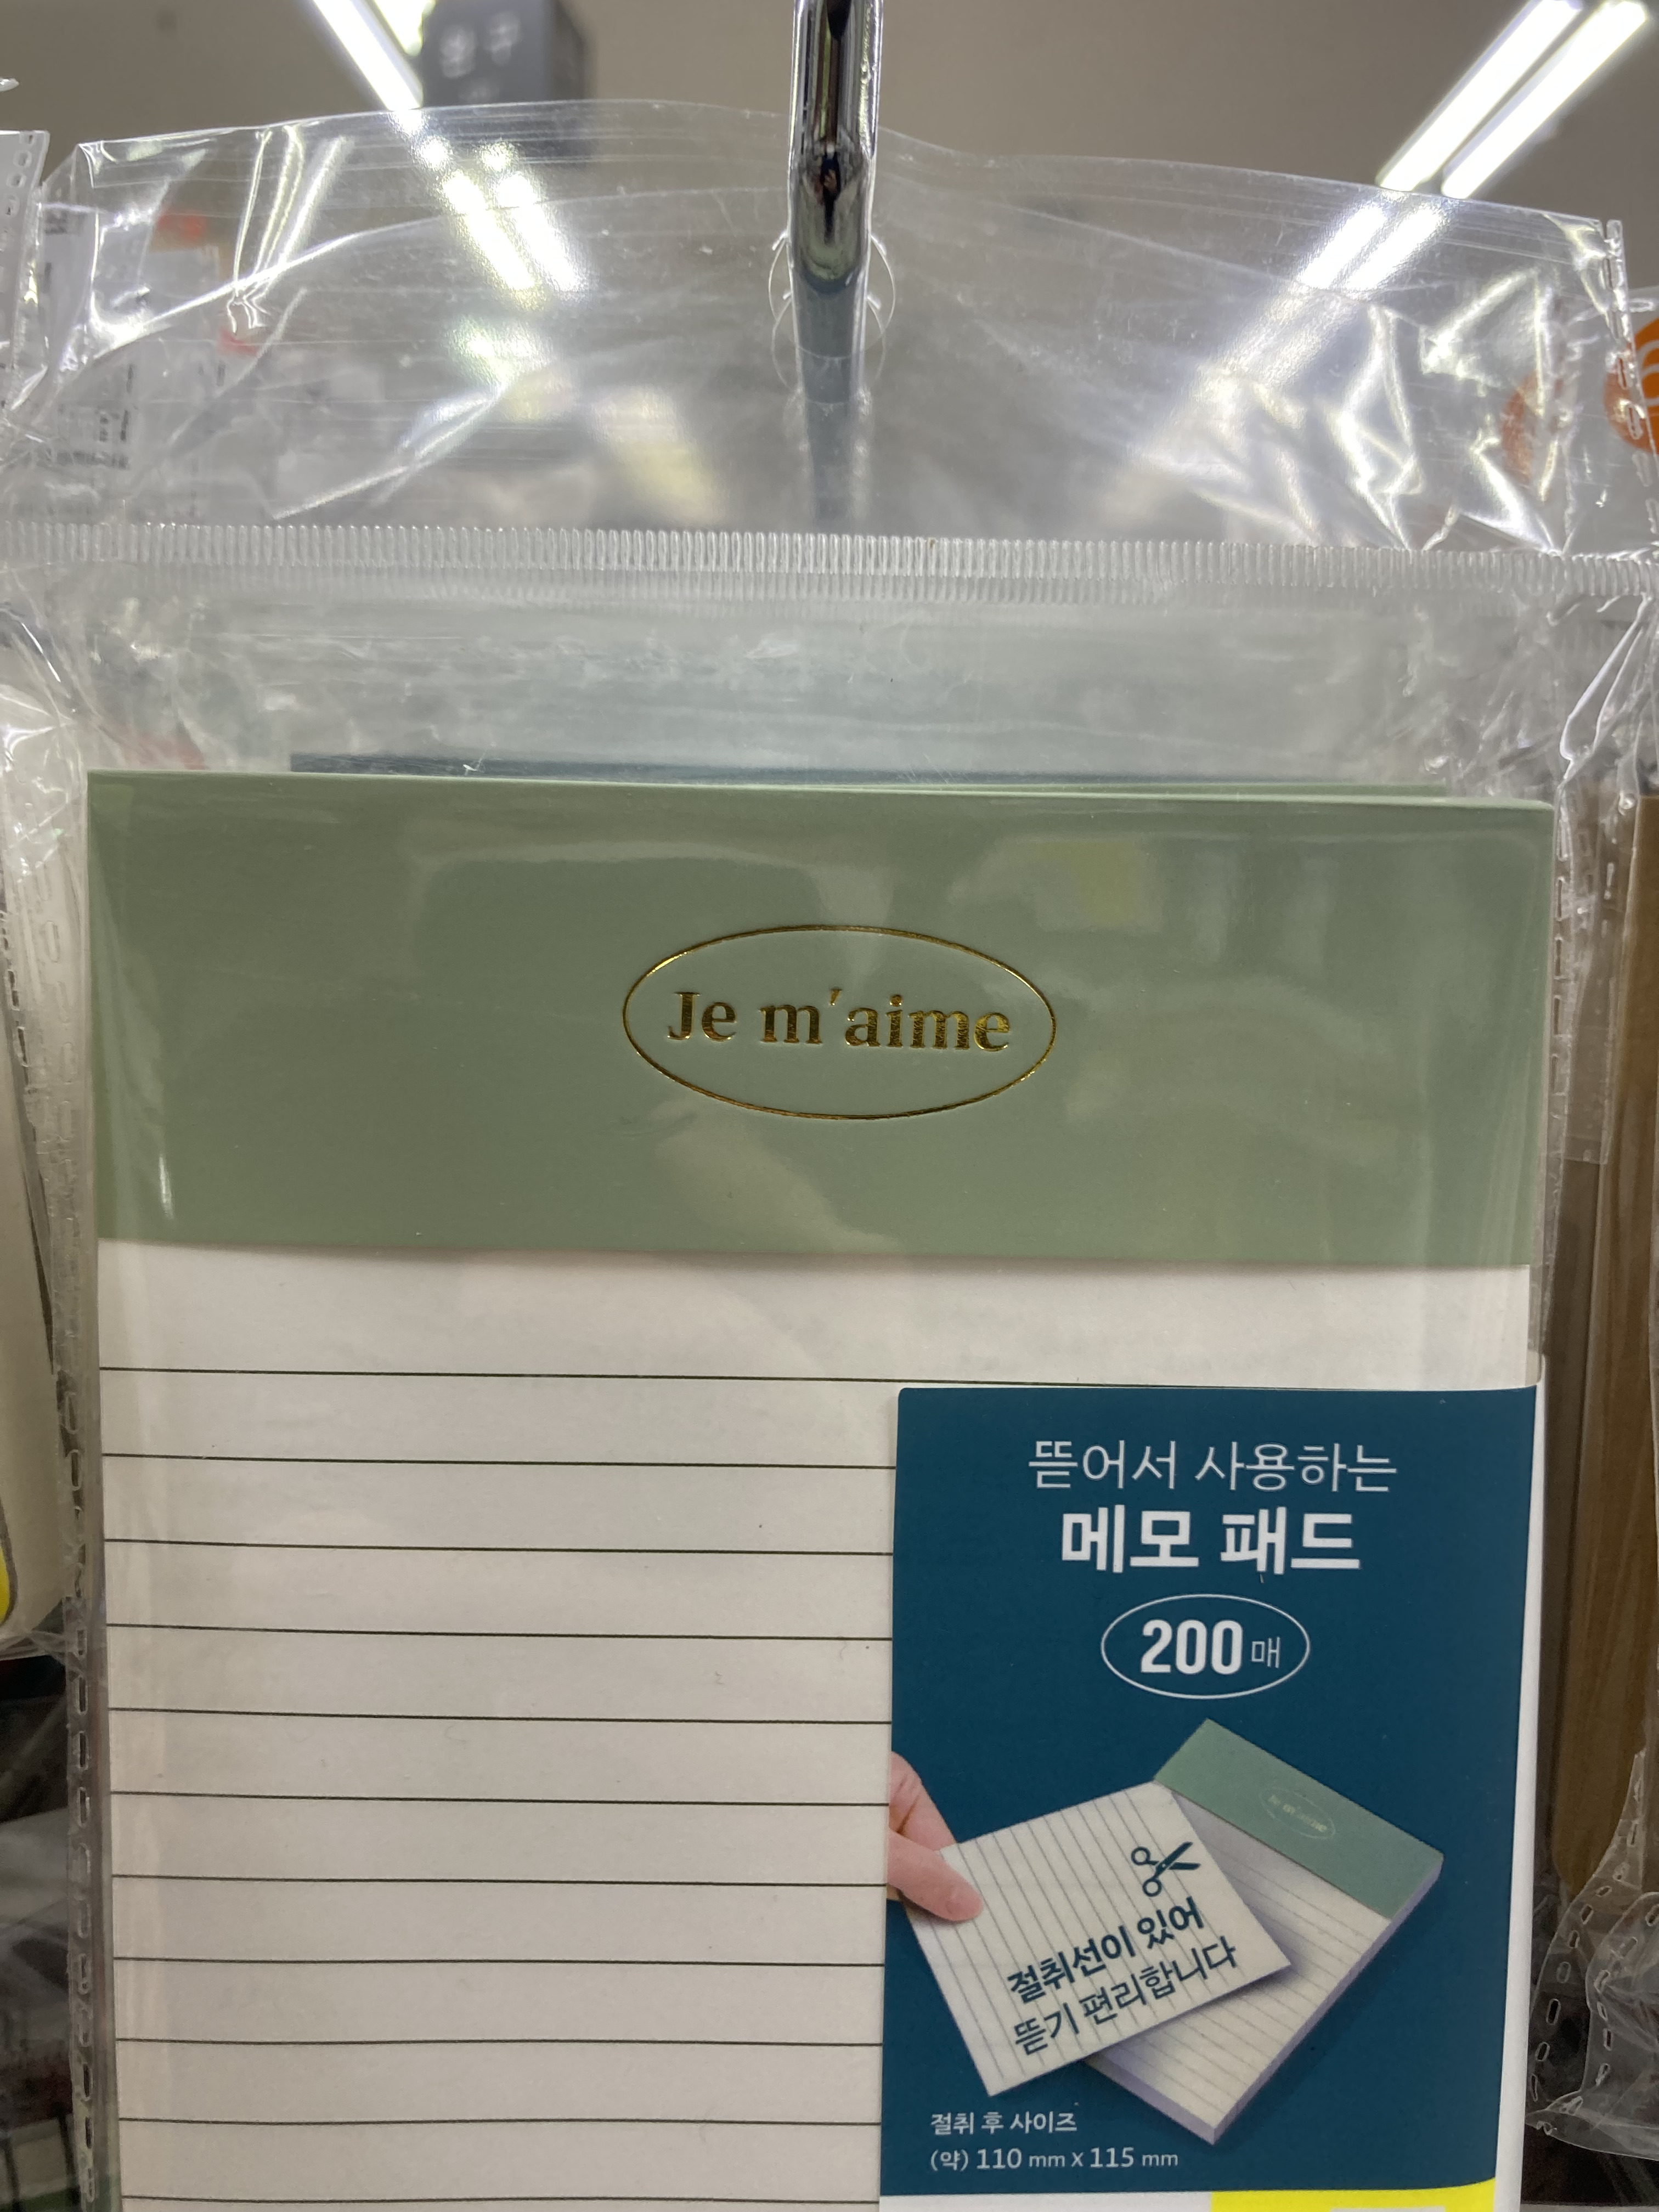 Je m'aime
뜯어서 사용하는
메모 패드
200매
절취선이 있어
뜯기 편리합니다
절취 후 사이즈
(약) 110 mm X 115 mm